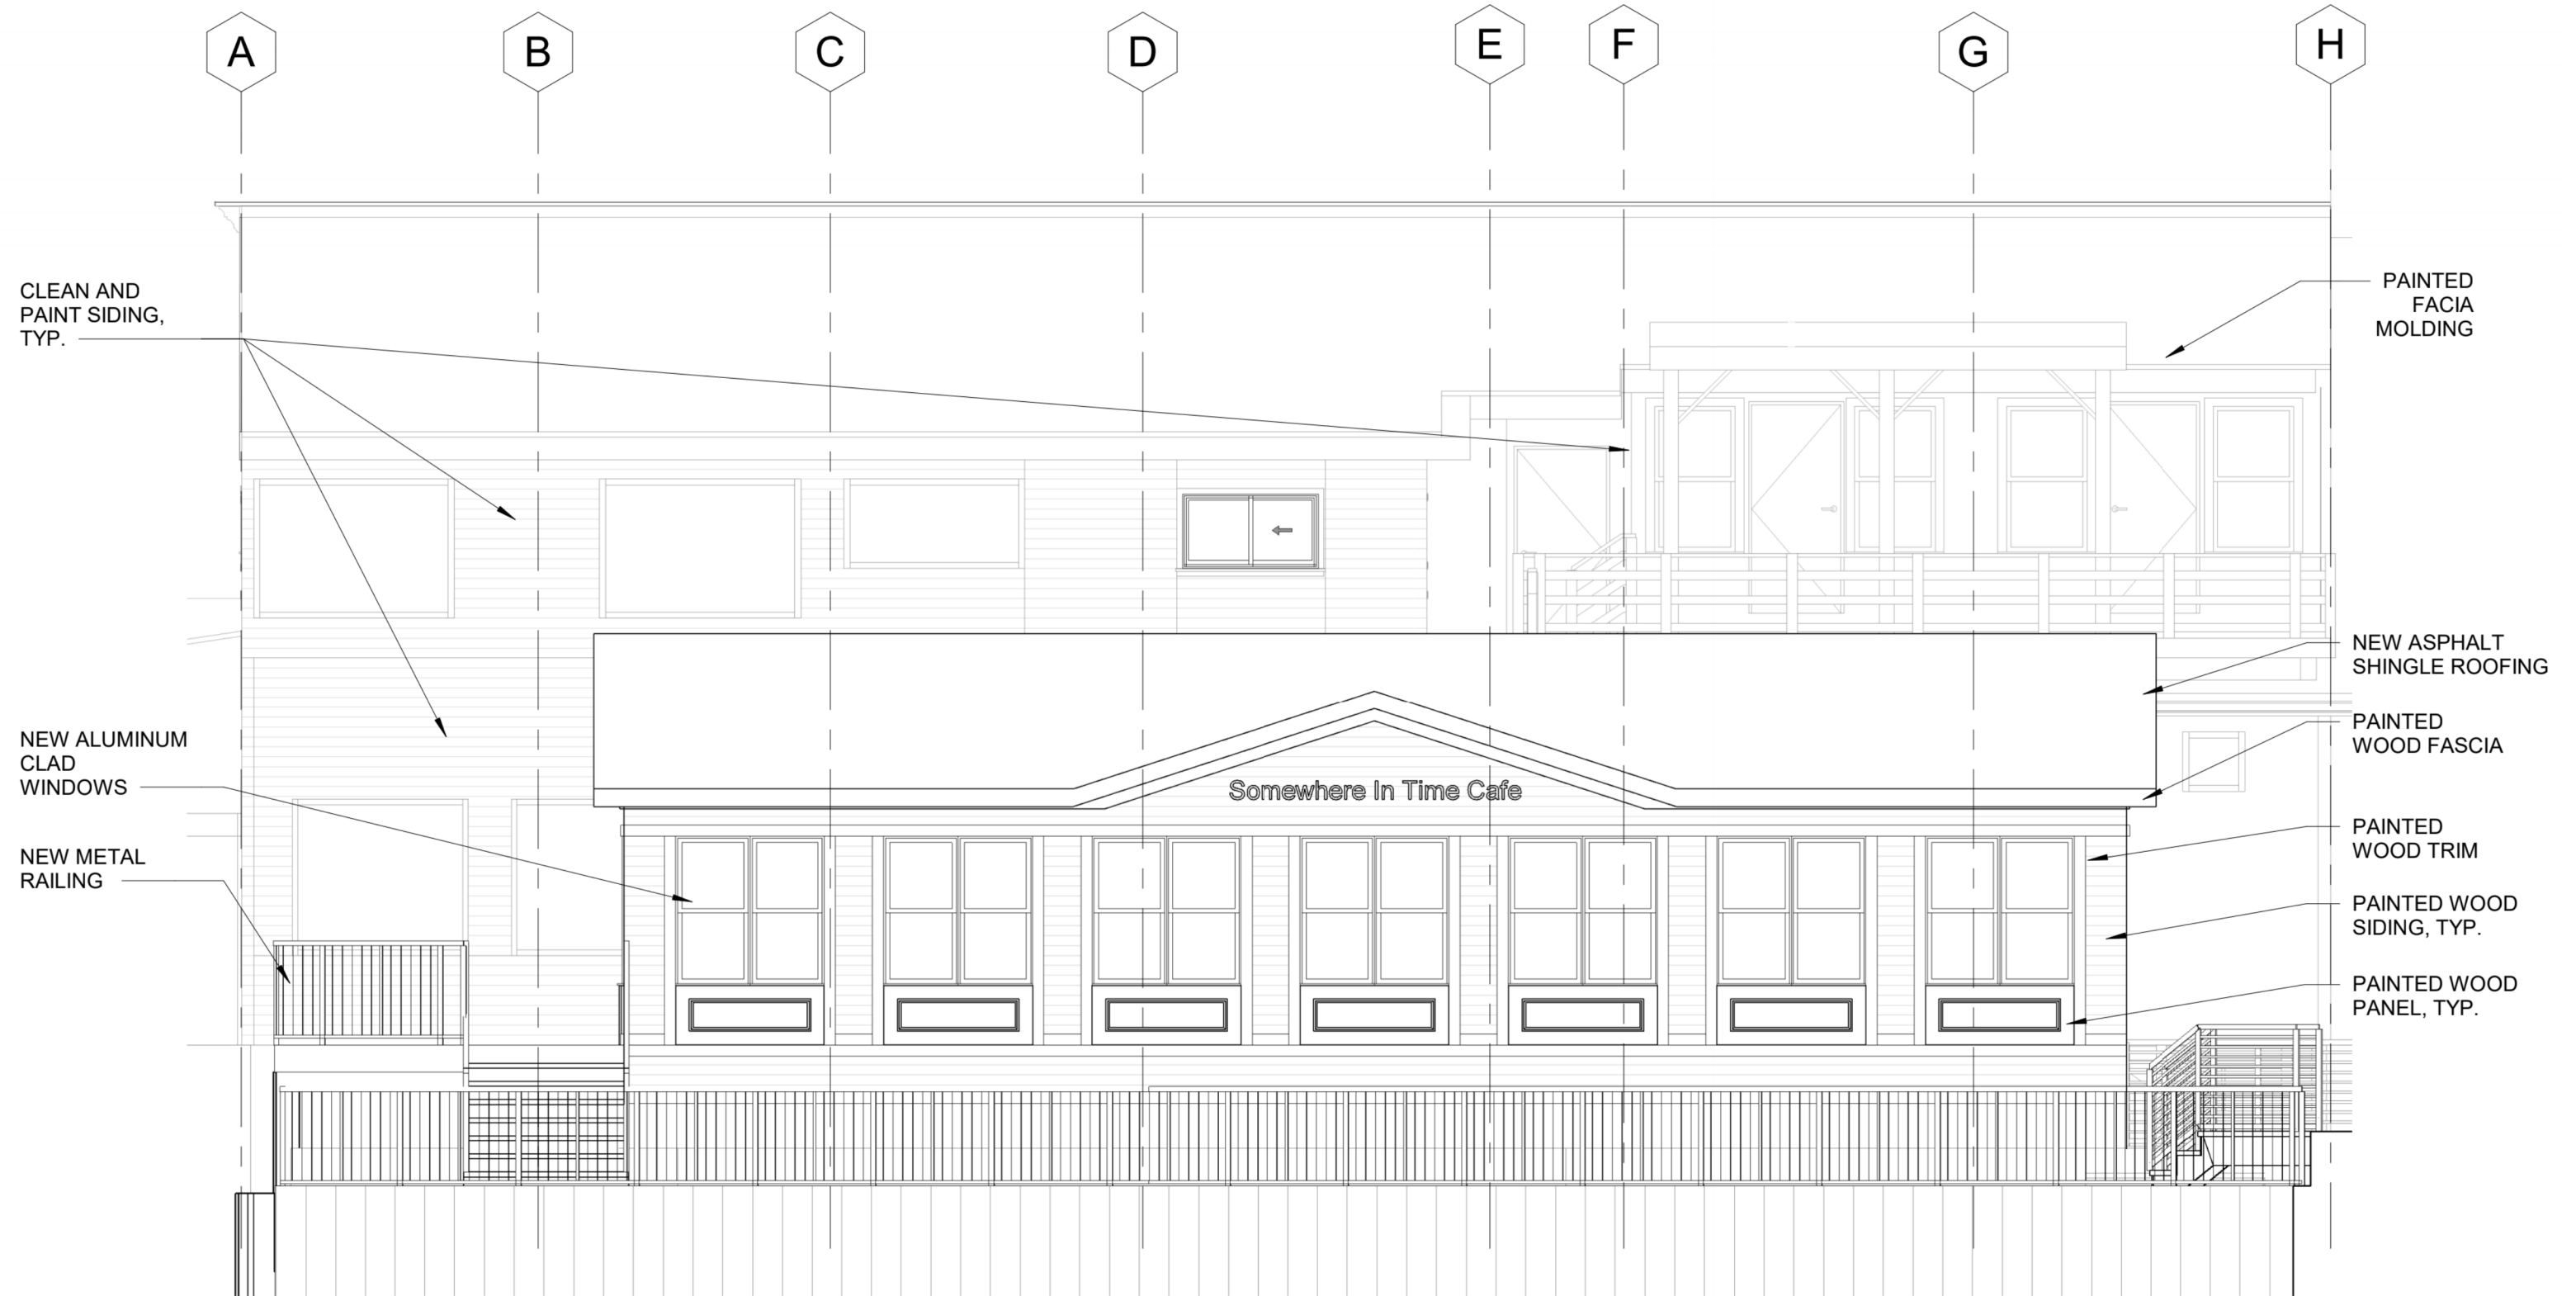 A
B
C
D
E
F
G
H
CLEAN AND
PAINT SIDING,
TYP.
PAINTED
FACIA
MOLDING
NEW ASPHALT
SHINGLE ROOFING
PAINTED
WOOD FASCIA
NEW ALUMINUM
CLAD
WINDOWS
Somewhere In Time Cafe
PAINTED
WOOD TRIM
NEW METAL
RAILING
PAINTED WOOD
SIDING, TYP.
PAINTED WOOD
PANEL, TYP.